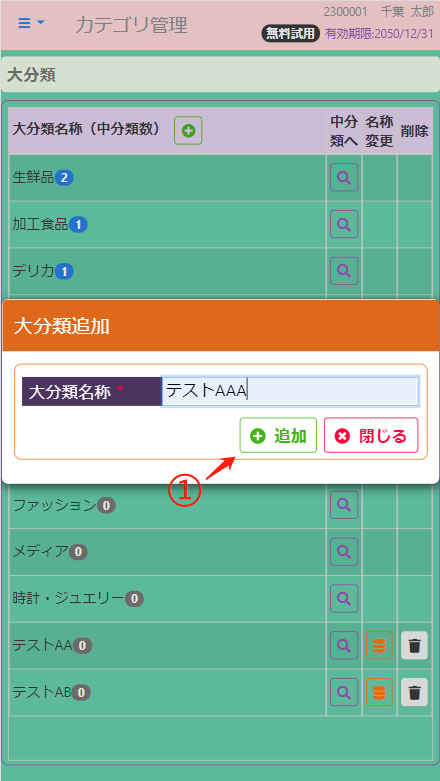 2300001 千葉 太郎
カテゴリ管理
無料試用 有効期限:2050/12/31
大分類
大分類名称（中分類数） 中分類へ 名称変更 削除
生鮮品 2
加工食品 1
デリカ 1
大分類追加
大分類名称 * テストAAA
追加 閉じる
①
ファッション 0
メディア 0
時計・ジュエリー 0
テストAA 0
テストAB 0